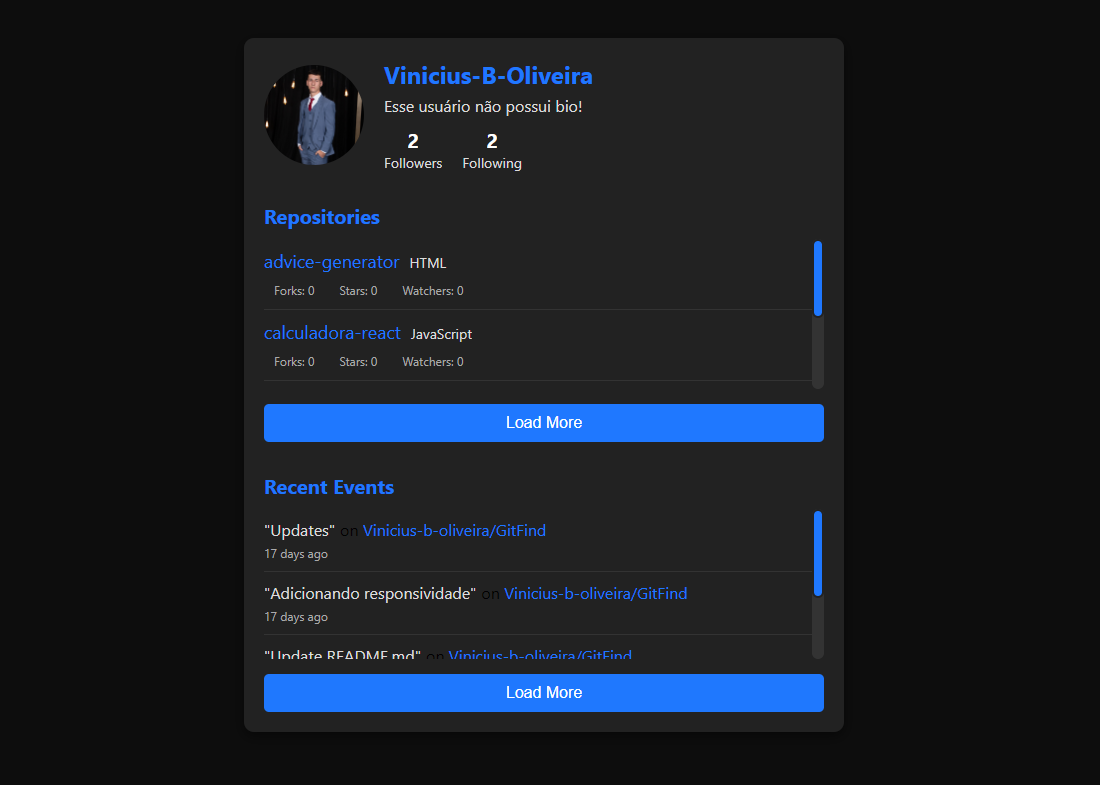 Vinicius-B-Oliveira
Esse usuário não possui bio!
2 2
Followers Following
Repositories
advice-generator HTML
Forks: 0 Stars: 0 Watchers: 0
calculadora-react JavaScript
Forks: 0 Stars: 0 Watchers: 0
Load More
Recent Events
"Updates" on Vinicius-b-oliveira/GitFind
17 days ago
"Adicionando responsividade" on Vinicius-b-oliveira/GitFind
17 days ago
"Update README.md" on Vinicius-b-oliveira/GitFind
Load More